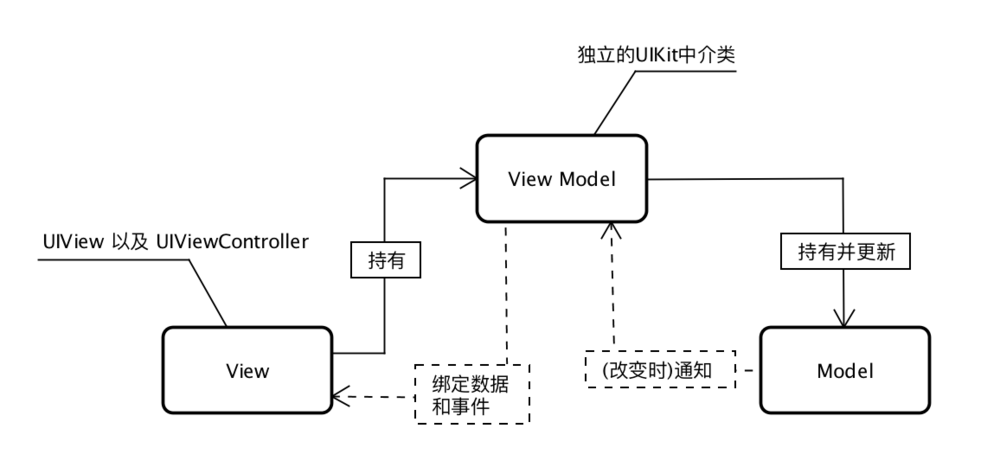 独立的UIKit中介类
View Model
UIView 以及 UIViewController
持有
持有并更新
View
绑定数据
和事件
(改变时)通知
Model